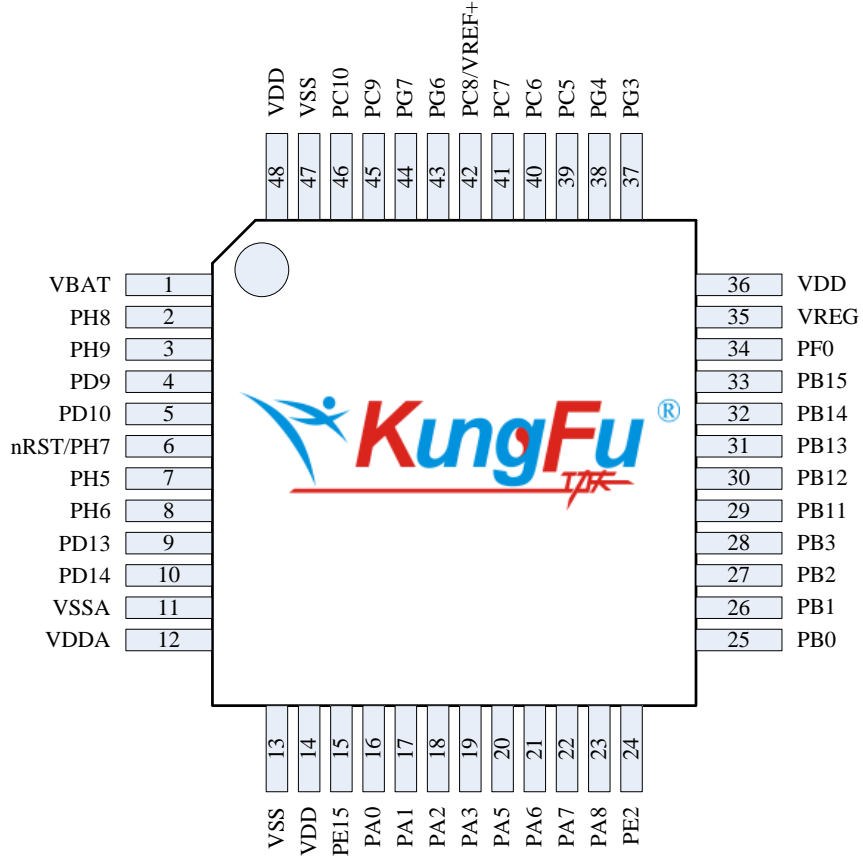 VDD VSS PC10 PC9 PG7 PG6 PC8/VREF+ PC7 PC6 PC5 PG4 PG3
48 47 46 45 44 43 42 41 40 39 38 37
VBAT 1
PH8 2
PH9 3
PD9 4
PD10 5
nRST/PH7 6
PH5 7
PH6 8
PD13 9
PD14 10
VSSA 11
VDDA 12
KungFu ®
36 VDD
35 VREG
34 PF0
33 PB15
32 PB14
31 PB13
30 PB12
29 PB11
28 PB3
27 PB2
26 PB1
25 PB0
13 14 15 16 17 18 19 20 21 22 23 24
VSS VDD PE15 PA0 PA1 PA2 PA3 PA5 PA6 PA7 PA8 PE2